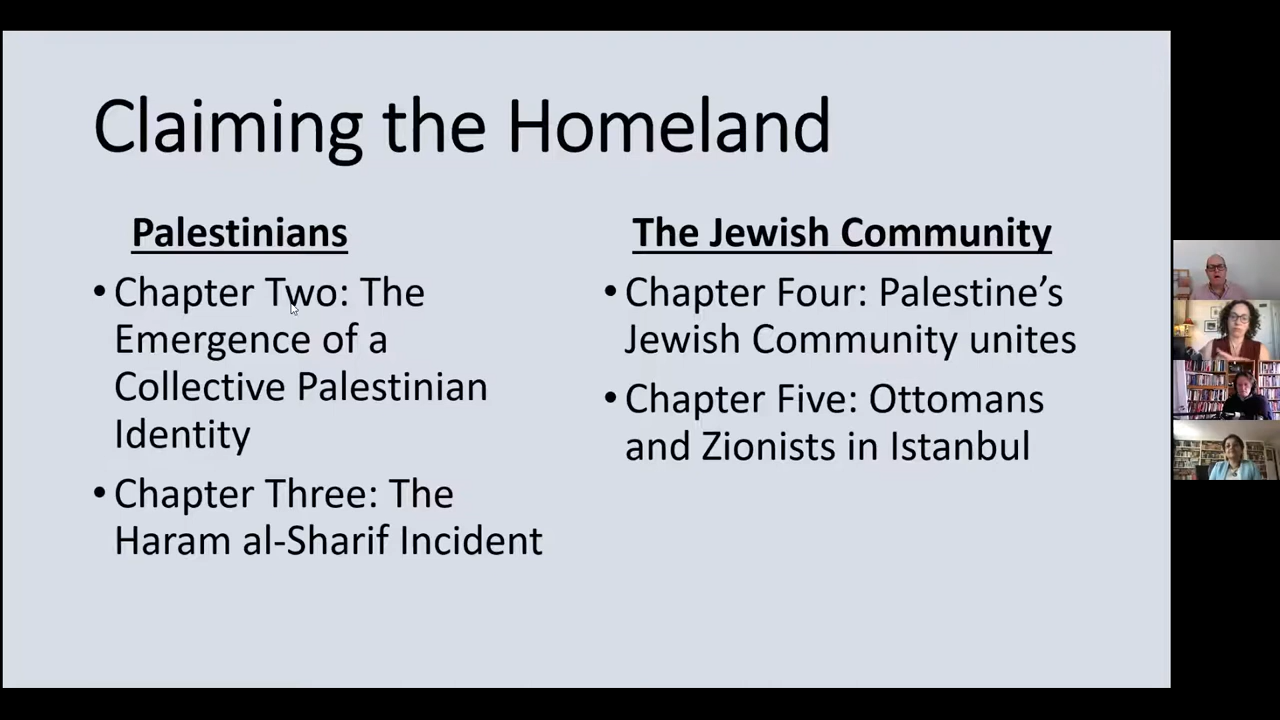 Claiming the Homeland
Palestinians
• Chapter Two: The
Emergence of a
Collective Palestinian
Identity
• Chapter Three: The
Haram al-Sharif Incident
The Jewish Community
• Chapter Four: Palestine’s
Jewish Community unites
• Chapter Five: Ottomans
and Zionists in Istanbul